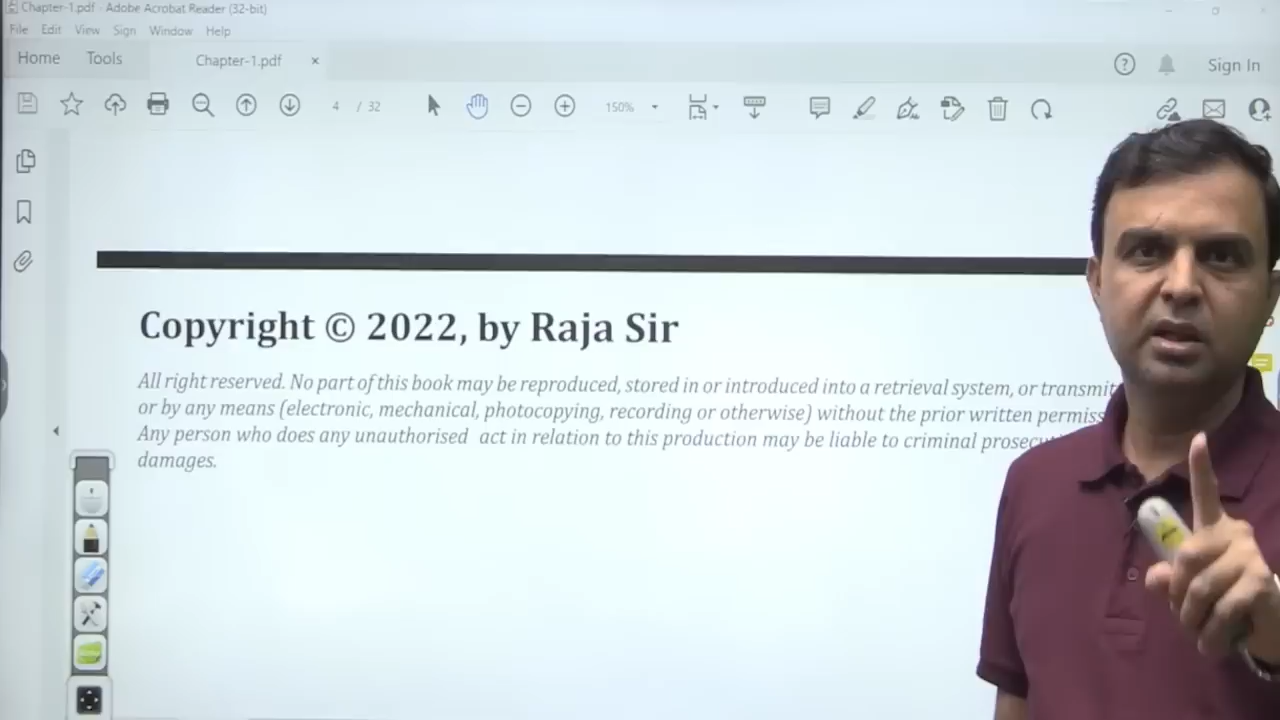 Chapter-1.pdf - Adobe Acrobat Reader (32-bit)
File Edit View Sign Window Help
Home Tools Chapter-1.pdf × ? Sign In
4 / 32 150%
Copyright © 2022, by Raja Sir
All right reserved. No part of this book may be reproduced, stored in or introduced into a retrieval system, or transmit
or by any means (electronic, mechanical, photocopying, recording or otherwise) without the prior written permiss
Any person who does any unauthorised act in relation to this production may be liable to criminal prosecu
damages.